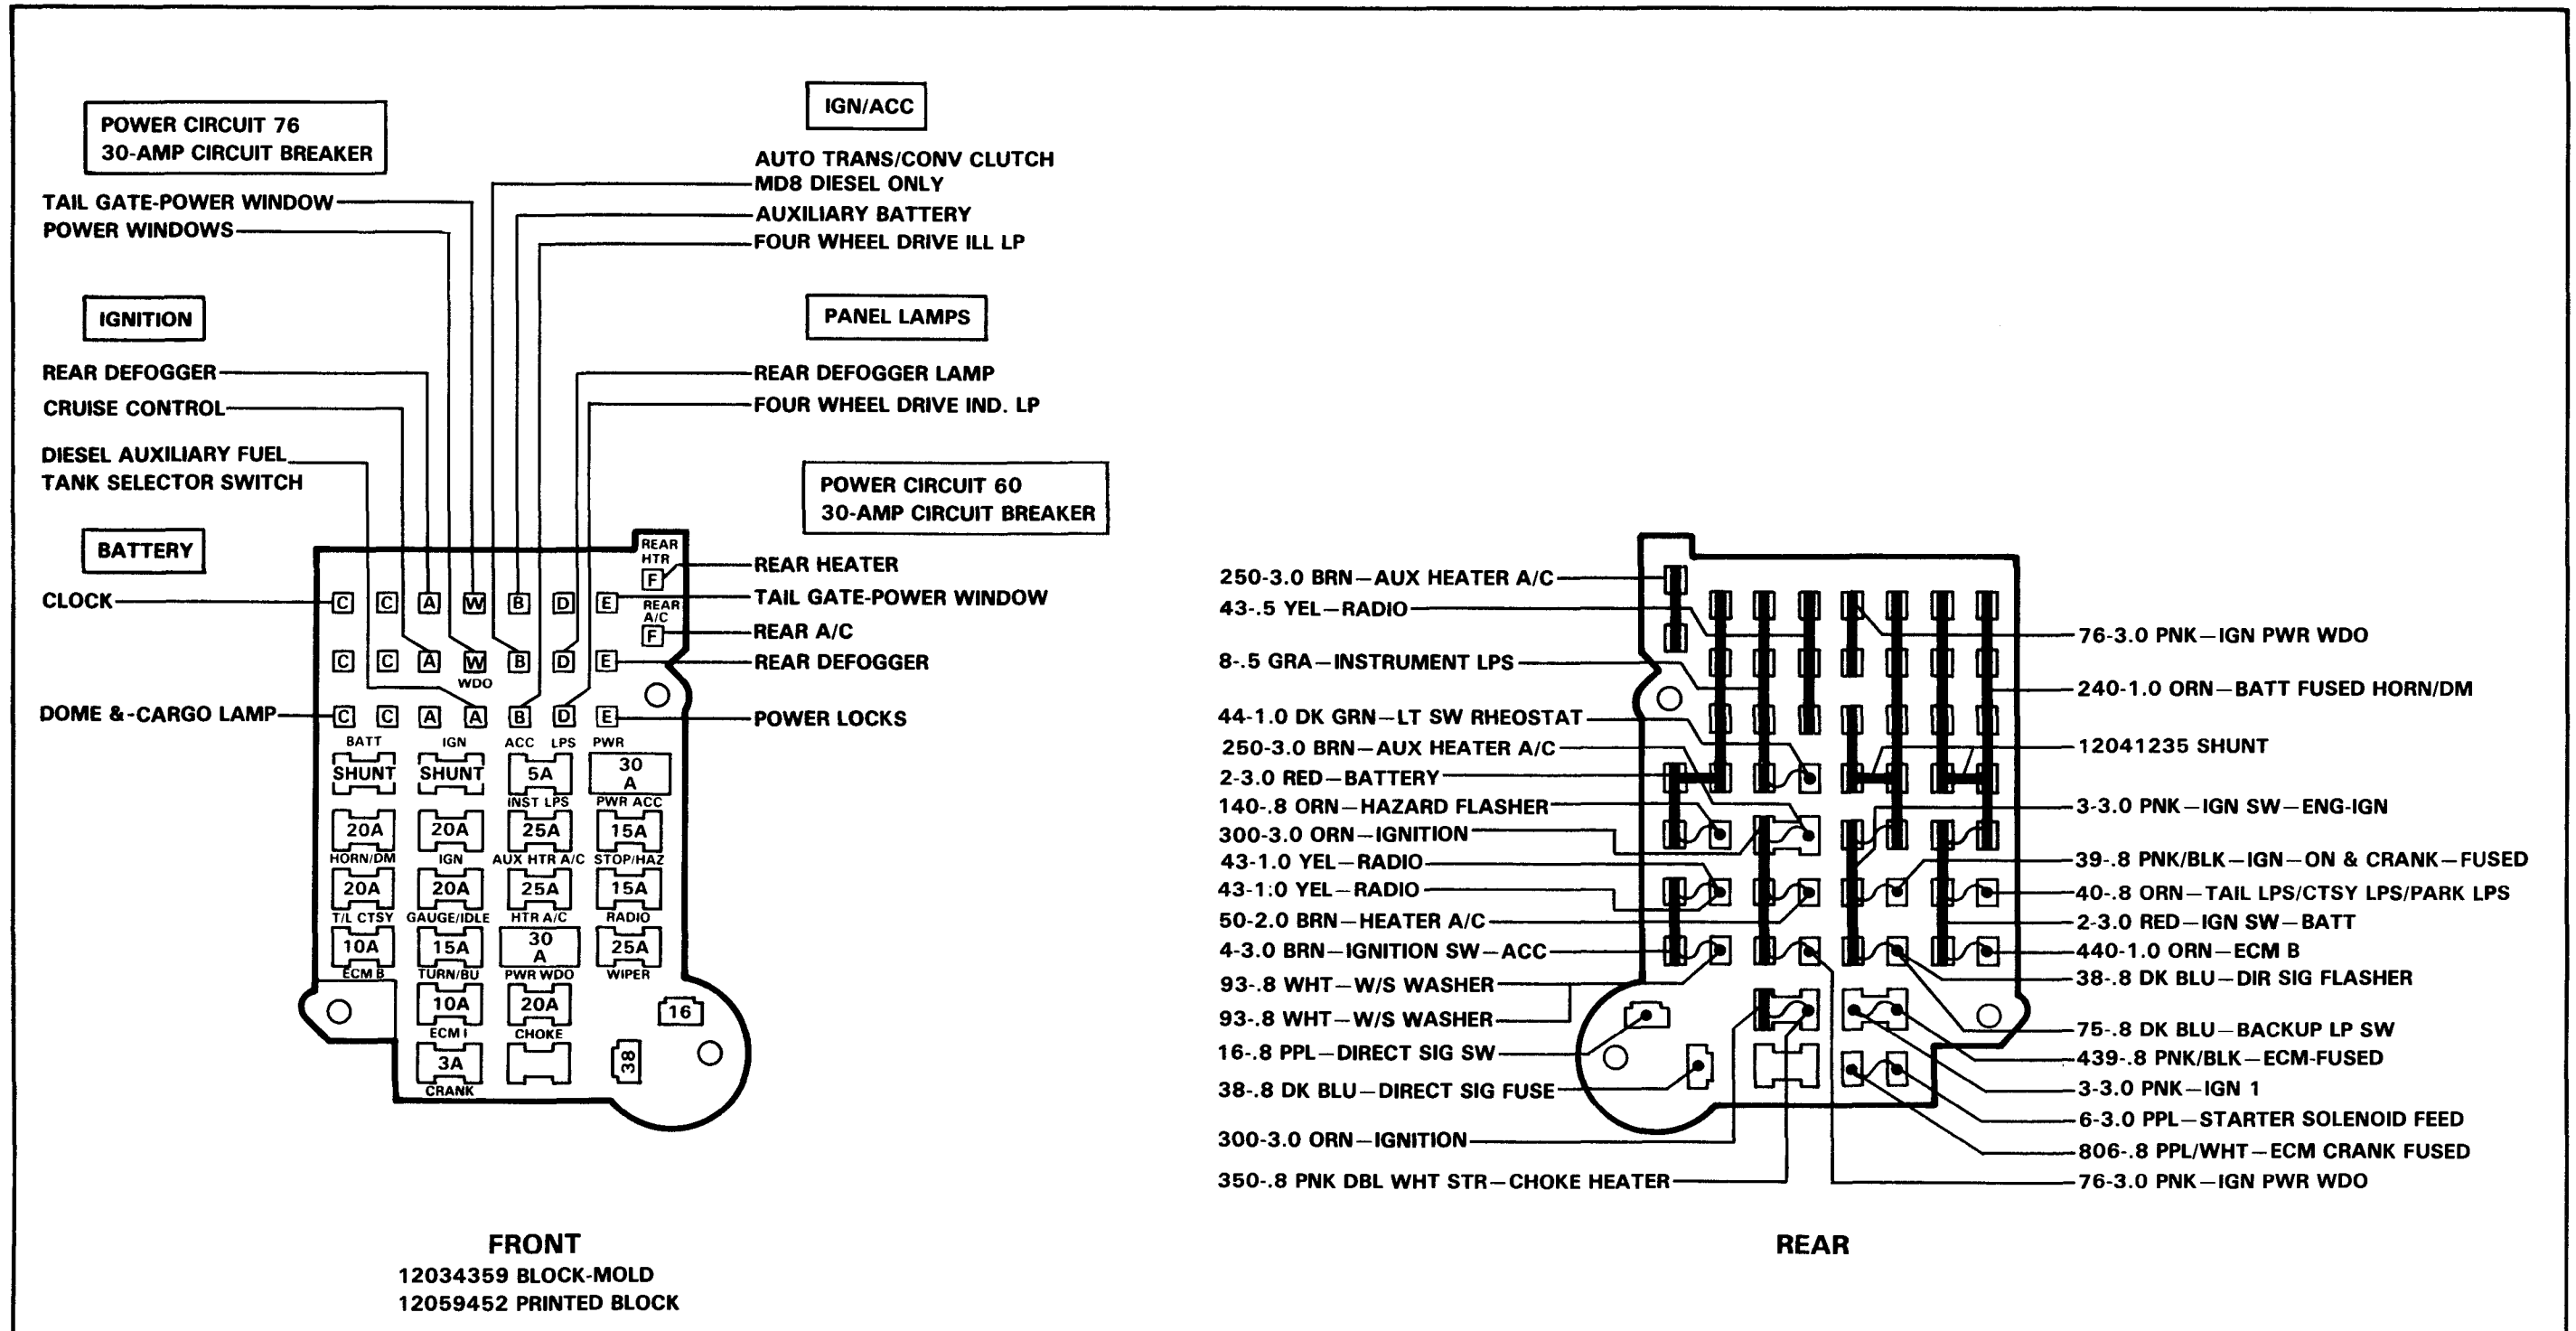 POWER CIRCUIT 76
30-AMP CIRCUIT BREAKER
TAIL GATE-POWER WINDOW
POWER WINDOWS
IGNITION
REAR DEFOGGER
CRUISE CONTROL
DIESEL AUXILIARY FUEL
TANK SELECTOR SWITCH
BATTERY
CLOCK
DOME &-CARGO LAMP
IGN/ACC
AUTO TRANS/CONV CLUTCH
MD8 DIESEL ONLY
AUXILIARY BATTERY
FOUR WHEEL DRIVE ILL LP
PANEL LAMPS
REAR DEFOGGER LAMP
FOUR WHEEL DRIVE IND. LP
POWER CIRCUIT 60
30-AMP CIRCUIT BREAKER
REAR HEATER
TAIL GATE-POWER WINDOW
REAR A/C
REAR DEFOGGER
POWER LOCKS
REAR
HTR
F
C C A W B D E
REAR
A/C
F
C C A W B D E
WDO
C C A A B D E
BATT IGN ACC LPS PWR
SHUNT SHUNT 5A 30
A
INST LPS PWR ACC
20A 20A 25A 15A
HORN/DM IGN AUX HTR A/C STOP/HAZ
20A 20A 25A 15A
T/L CTSY GAUGE/IDLE HTR A/C RADIO
10A 15A 30
A 25A
ECM B TURN/BU PWR WDO WIPER
10A 20A 16
ECM I CHOKE
3A 38
CRANK
FRONT
12034359 BLOCK-MOLD
12059452 PRINTED BLOCK
250-3.0 BRN—AUX HEATER A/C
43-.5 YEL—RADIO
8-.5 GRA—INSTRUMENT LPS
44-1.0 DK GRN—LT SW RHEOSTAT
250-3.0 BRN—AUX HEATER A/C
2-3.0 RED—BATTERY
140-.8 ORN—HAZARD FLASHER
300-3.0 ORN—IGNITION
43-1.0 YEL—RADIO
43-1.0 YEL—RADIO
50-2.0 BRN—HEATER A/C
4-3.0 BRN—IGNITION SW—ACC
93-.8 WHT—W/S WASHER
93-.8 WHT—W/S WASHER
16-.8 PPL—DIRECT SIG SW
38-.8 DK BLU—DIRECT SIG FUSE
300-3.0 ORN—IGNITION
350-.8 PNK DBL WHT STR—CHOKE HEATER
76-3.0 PNK—IGN PWR WDO
240-1.0 ORN—BATT FUSED HORN/DM
12041235 SHUNT
3-3.0 PNK—IGN SW—ENG-IGN
39-.8 PNK/BLK—IGN—ON & CRANK—FUSED
40-.8 ORN—TAIL LPS/CTSY LPS/PARK LPS
2-3.0 RED—IGN SW—BATT
440-1.0 ORN—ECM B
38-.8 DK BLU—DIR SIG FLASHER
75-.8 DK BLU—BACKUP LP SW
439-.8 PNK/BLK—ECM-FUSED
3-3.0 PNK—IGN 1
6-3.0 PPL—STARTER SOLENOID FEED
806-.8 PPL/WHT—ECM CRANK FUSED
76-3.0 PNK—IGN PWR WDO
REAR